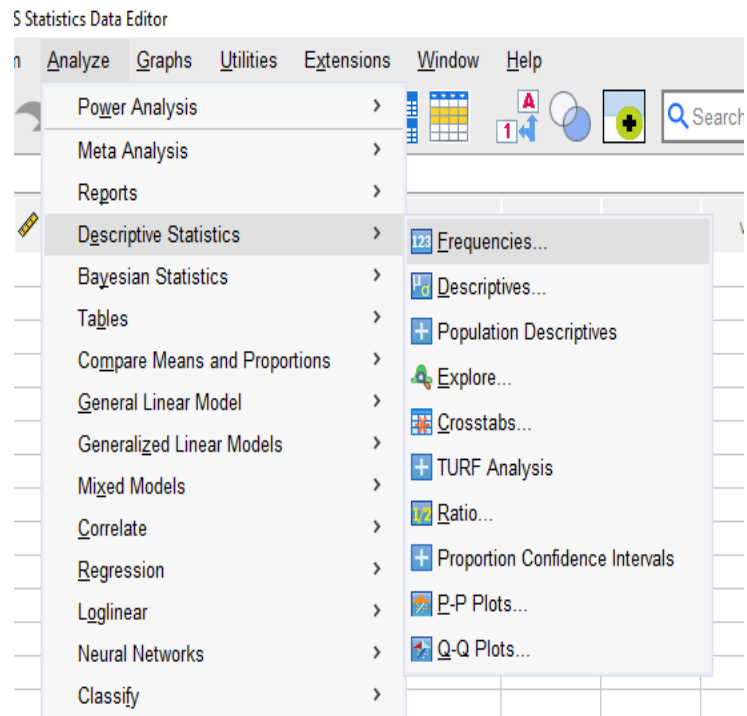 S Statistics Data Editor
Analyze Graphs Utilities Extensions Window Help
Search
Power Analysis
Meta Analysis
Reports
Descriptive Statistics
Bayesian Statistics
Tables
Compare Means and Proportions
General Linear Model
Generalized Linear Models
Mixed Models
Correlate
Regression
Loglinear
Neural Networks
Classify
Frequencies...
Descriptives...
Population Descriptives
Explore...
Crosstabs...
TURF Analysis
Ratio...
Proportion Confidence Intervals
P-P Plots...
Q-Q Plots...